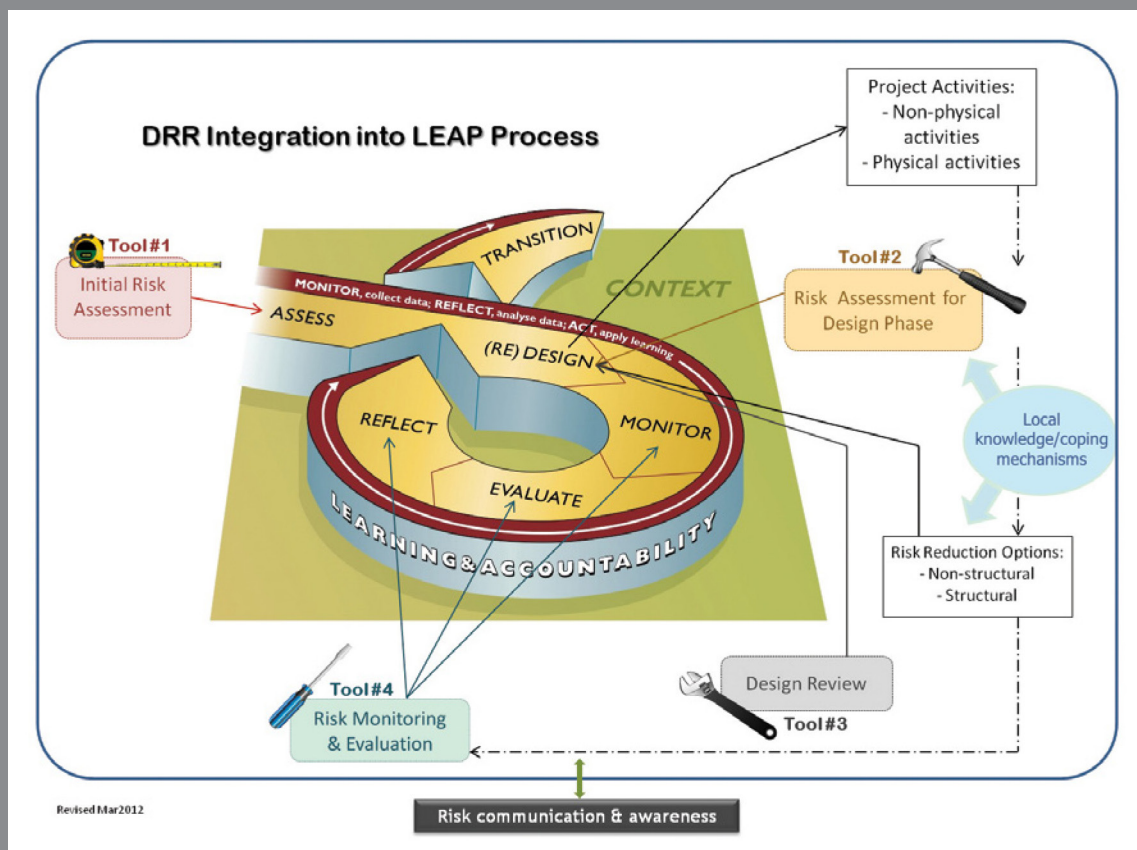 DRR Integration into LEAP Process
Project Activities:
- Non-physical
activities
- Physical activities
Tool#1
Initial Risk
Assessment
TRANSITION
CONTEXT
MONITOR, collect data; REFLECT, analyse data; ACT, apply learning
ASSESS
(RE) DESIGN
REFLECT
MONITOR
EVALUATE
LEARNING&ACCOUNTABILITY
Tool#2
Risk Assessment for
Design Phase
Local
knowledge/coping
mechanisms
Risk Reduction Options:
- Non-structural
- Structural
Tool#4
Risk Monitoring
& Evaluation
Design Review
Tool#3
Revised Mar2012
Risk communication & awareness